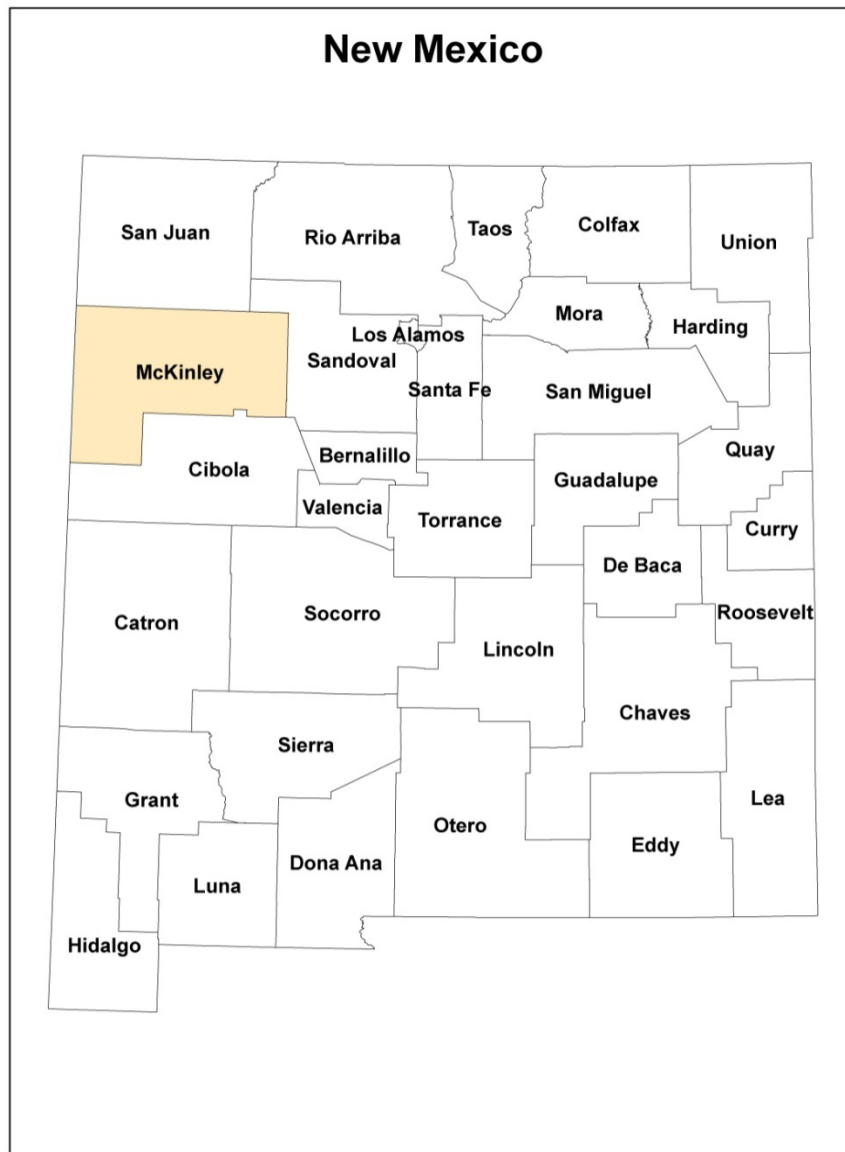 New Mexico
San Juan
Rio Arriba
Taos
Colfax
Union
Mora
Harding
Los Alamos
Sandoval
McKinley
Santa Fe
San Miguel
Quay
Bernalillo
Cibola
Guadalupe
Valencia
Torrance
Curry
De Baca
Roosevelt
Socorro
Catron
Lincoln
Chaves
Sierra
Grant
Lea
Otero
Eddy
Dona Ana
Luna
Hidalgo